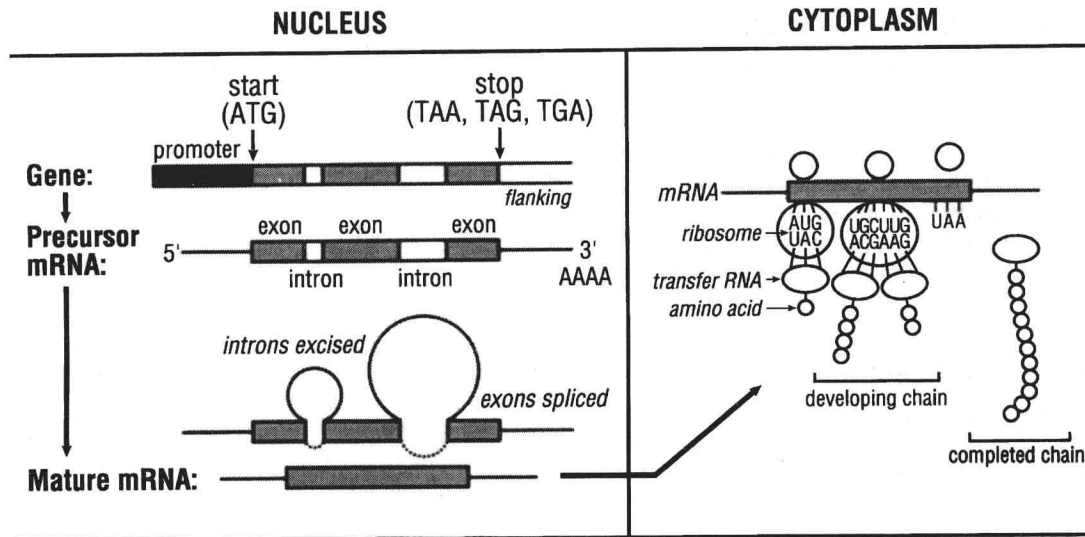 NUCLEUS
CYTOPLASM
start
(ATG)
stop
(TAA, TAG, TGA)
promoter
Gene:
flanking
Precursor
mRNA:
5'
exon
exon
exon
3'
intron
intron
AAAA
introns excised
exons spliced
Mature mRNA:
mRNA
ribosome
AUG
UAC
UGCUUG
ACGAAG
UAA
transfer RNA
amino acid
developing chain
completed chain